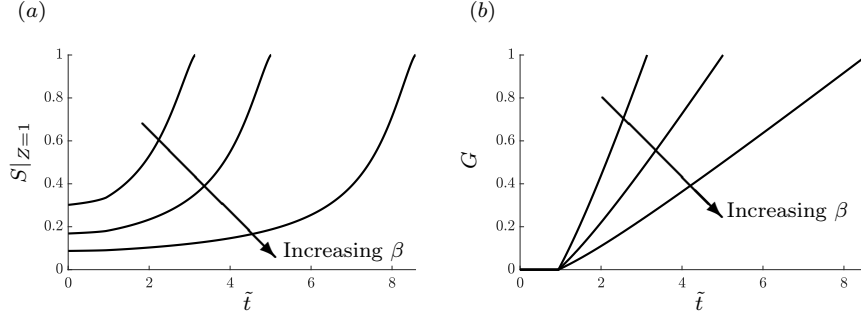 (a)
1
0.8
0.6
0.4
0.2
0
S|_{Z=1}
0 2 4 6 8
t̃
Increasing β
(b)
1
0.8
0.6
0.4
0.2
0
G
0 2 4 6 8
t̃
Increasing β